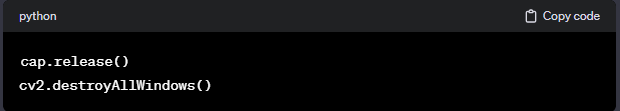 python
Copy code
cap.release()
cv2.destroyAllWindows()